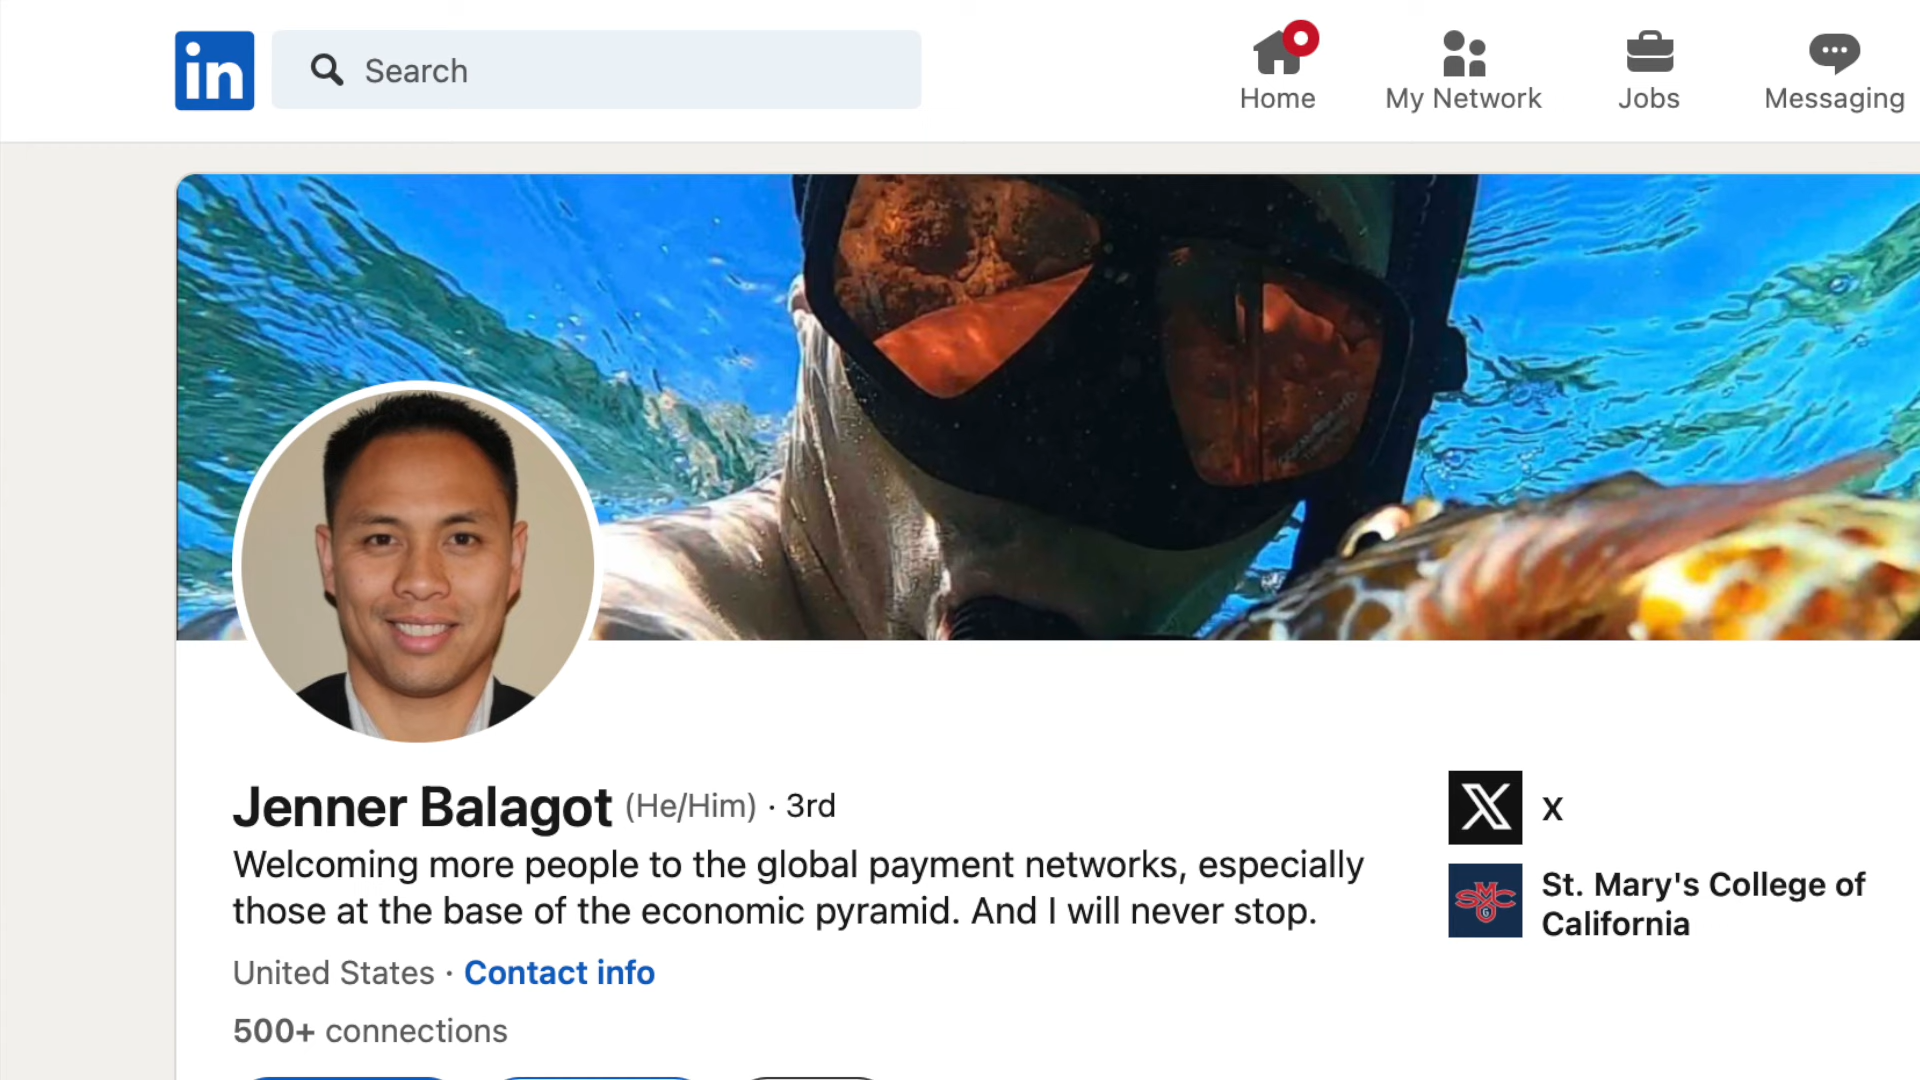 in
Search
Home
My Network
Jobs
Messaging
Jenner Balagot (He/Him) · 3rd
Welcoming more people to the global payment networks, especially
those at the base of the economic pyramid. And I will never stop.
United States · Contact info
500+ connections
X
X
SMC
G
St. Mary's College of
California